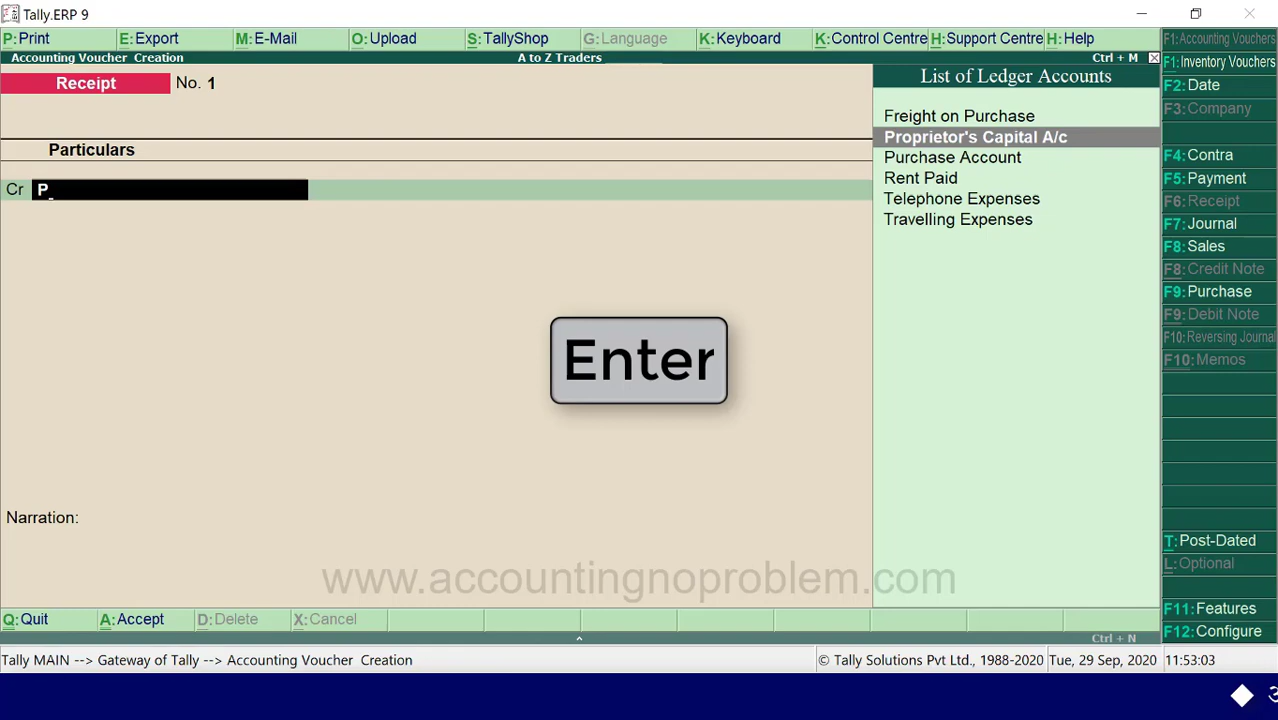 Tally.ERP 9
P: Print E: Export M: E-Mail O: Upload S: TallyShop G: Language K: Keyboard K: Control Centre H: Support Centre H: Help
F1: Accounting Vouchers
Accounting Voucher Creation A to Z Traders Ctrl + M
F1: Inventory Vouchers
Receipt No. 1
List of Ledger Accounts
F2: Date
F3: Company
Freight on Purchase
Proprietor's Capital A/c
Particulars
Purchase Account
F4: Contra
Rent Paid
F5: Payment
Cr P
Telephone Expenses
F6: Receipt
Travelling Expenses
F7: Journal
F8: Sales
F8: Credit Note
F9: Purchase
F9: Debit Note
F10: Reversing Journal
F10: Memos
Enter
Narration:
T: Post-Dated
L: Optional
www.accountingnoproblem.com
F11: Features
Q: Quit A: Accept D: Delete X: Cancel
F12: Configure
Ctrl + N
Tally MAIN --> Gateway of Tally --> Accounting Voucher Creation © Tally Solutions Pvt Ltd., 1988-2020 Tue, 29 Sep, 2020 11:53:03